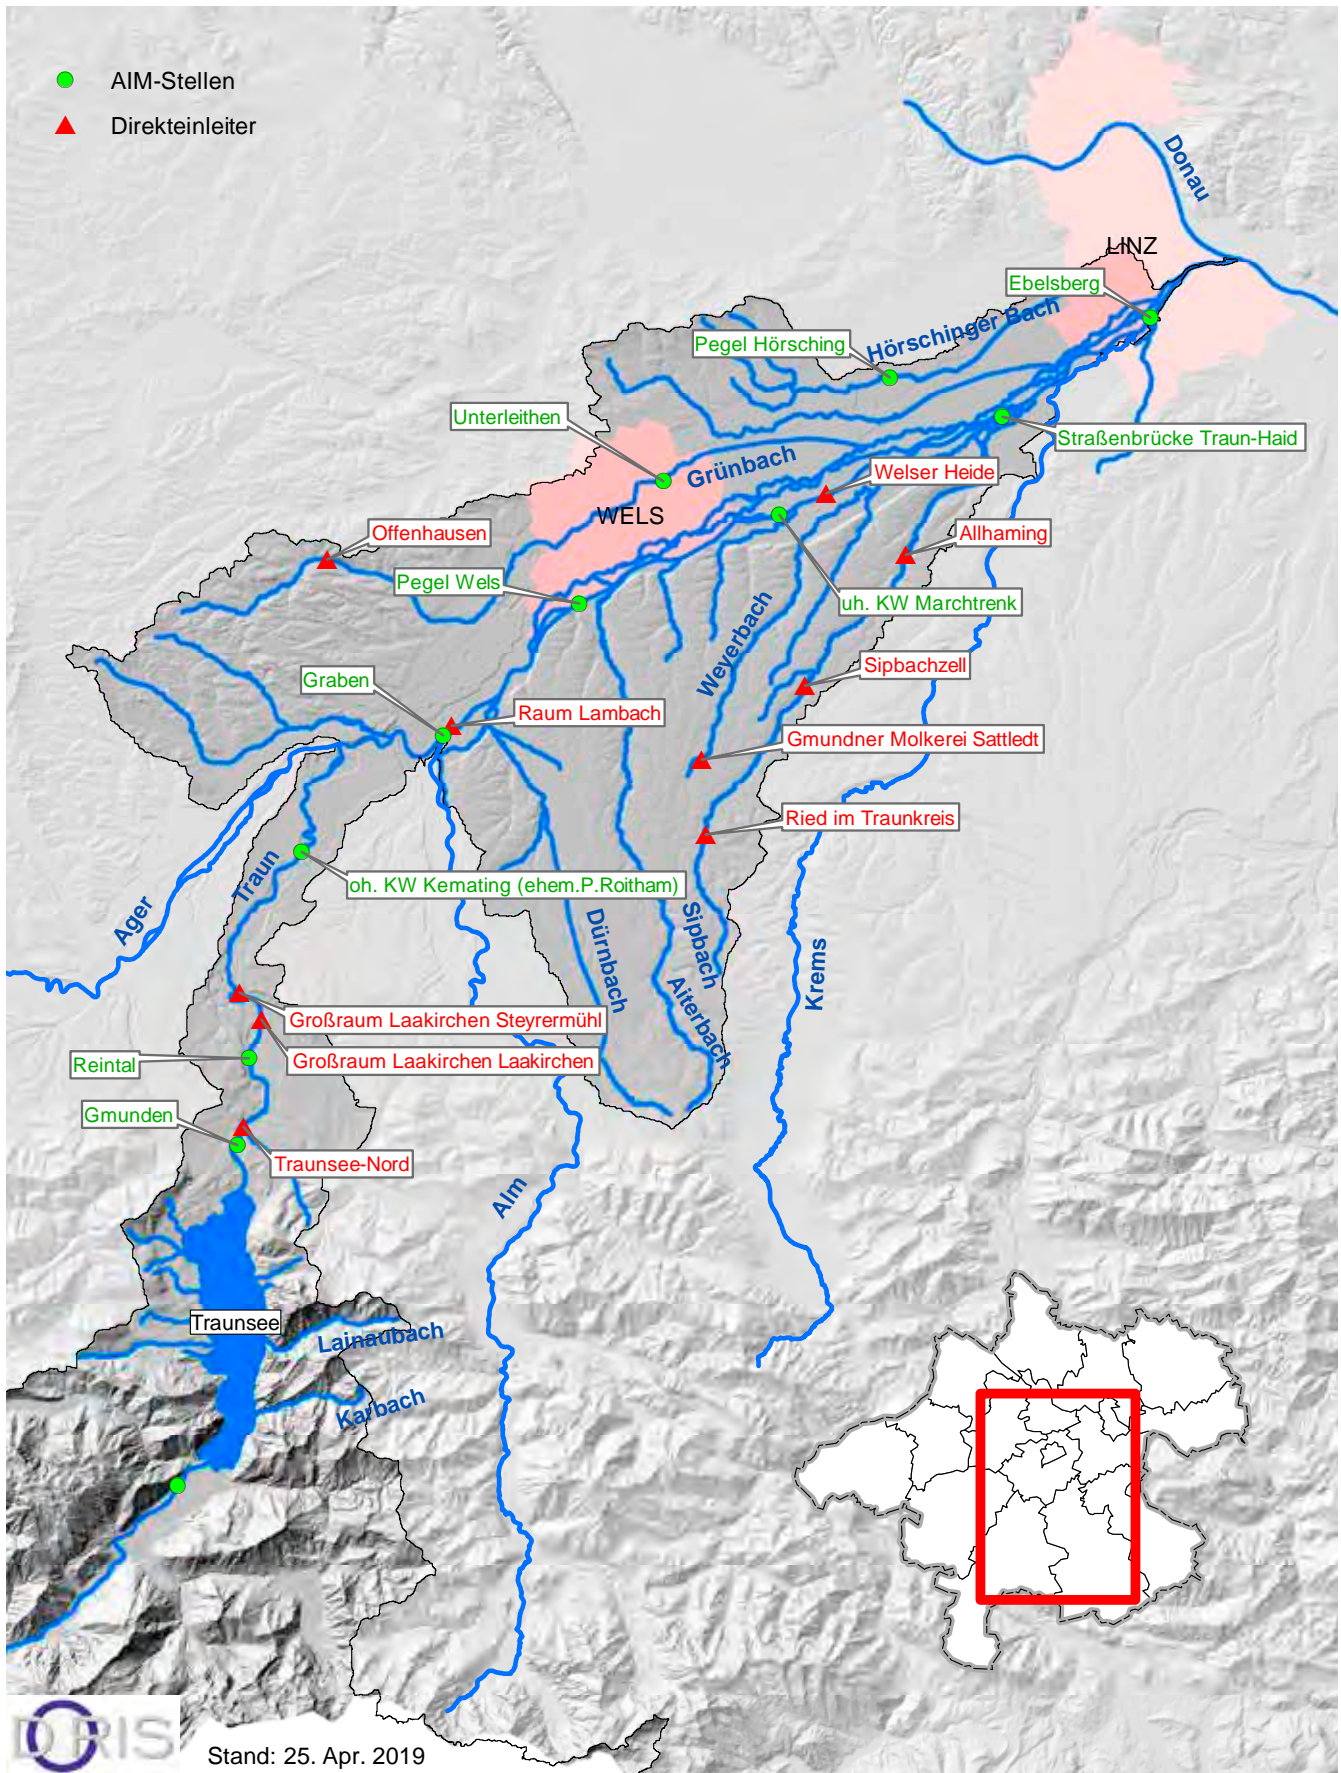 AIM-Stellen
Direkteinleiter
Donau
LINZ
Ebelsberg
Hörschinger Bach
Pegel Hörsching
Unterleithen
Straßenbrücke Traun-Haid
Grünbach
Welser Heide
WELS
Offenhausen
Allhaming
Pegel Wels
uh. KW Marchtrenk
Weyerbach
Sipbachzell
Graben
Raum Lambach
Gmundner Molkerei Sattledt
Ried im Traunkreis
Traun
oh. KW Kemating (ehem.P.Roitham)
Ager
Dürnbach
Sipbach
Krems
Aiterbach
Großraum Laakirchen Steyrermühl
Großraum Laakirchen Laakirchen
Reintal
Gmunden
Traunsee-Nord
Alm
Traunsee
Lainaubach
Karbach
DORIS
Stand: 25. Apr. 2019